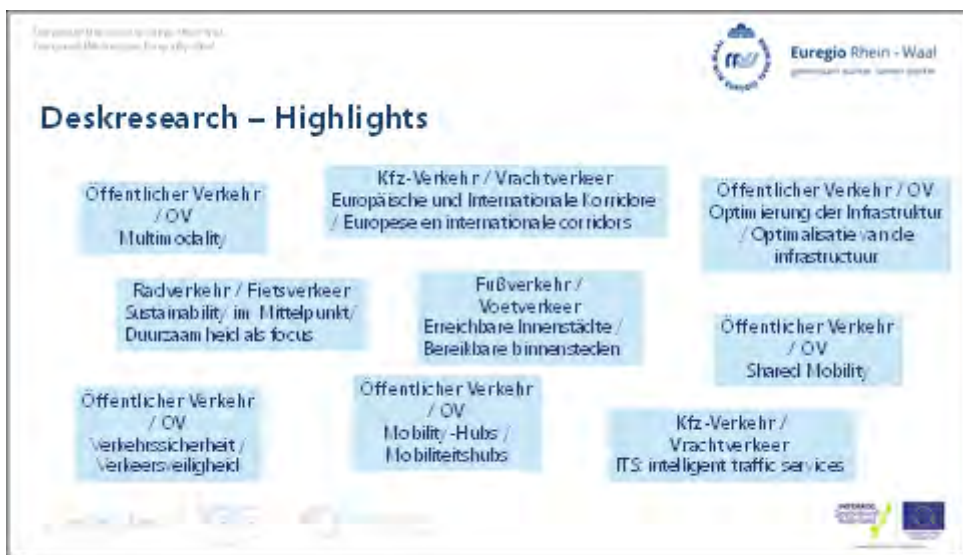 Euregio Rhein - Waal
Deskresearch – Highlights
Öffentlicher Verkehr
/ OV
Multimodality
Kfz-Verkehr / Vrachtverkeer
Europäische und Internationale Korridore
/ Europese en internationale corridors
Öffentlicher Verkehr / OV
Optimierung der Infrastruktur
/ Optimalisatie van de
infrastructuur
Radverkehr / Fietsverkeer
Sustainability im Mittelpunkt/
Duurzaamheid als focus
Fußverkehr /
Voetverkeer
Erreichbare Innenstädte /
Bereikbare binnensteden
Öffentlicher Verkehr
/ OV
Shared Mobility
Öffentlicher Verkehr
/ OV
Verkehrssicherheit /
Verkeersveiligheid
Öffentlicher Verkehr
/ OV
Mobility-Hubs /
Mobiliteitshubs
Kfz-Verkehr /
Vrachtverkeer
ITS: intelligent traffic services